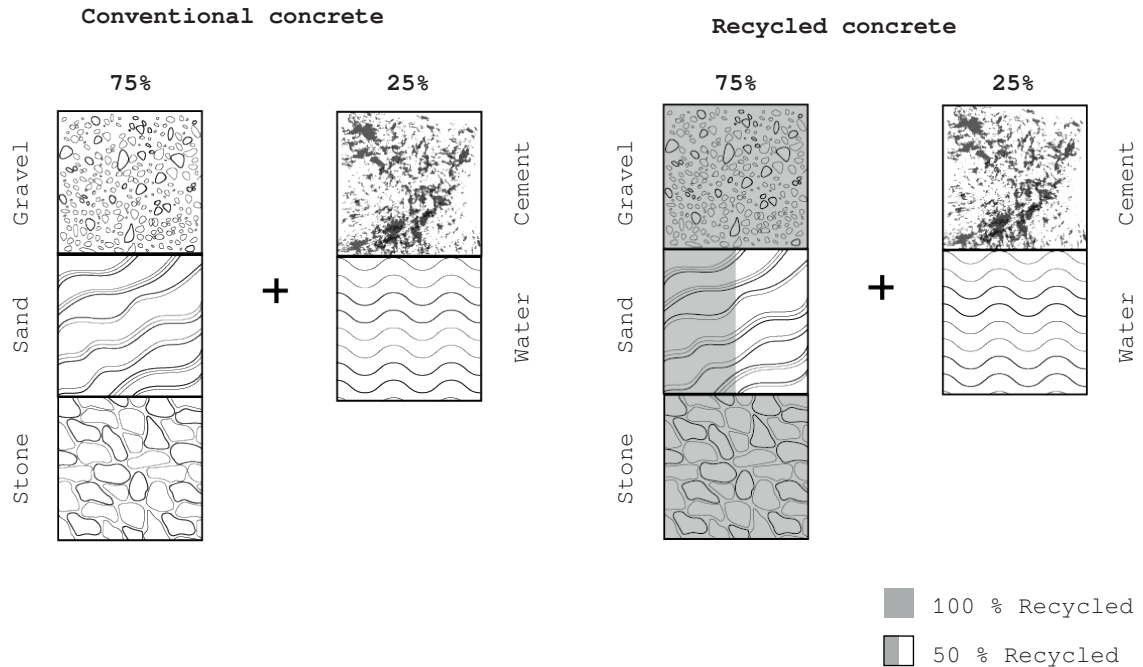 Conventional concrete
75%
25%
Gravel
Sand
Stone
+
Cement
Water
Recycled concrete
75%
25%
Gravel
Sand
Stone
+
Cement
Water
100 % Recycled
50 % Recycled